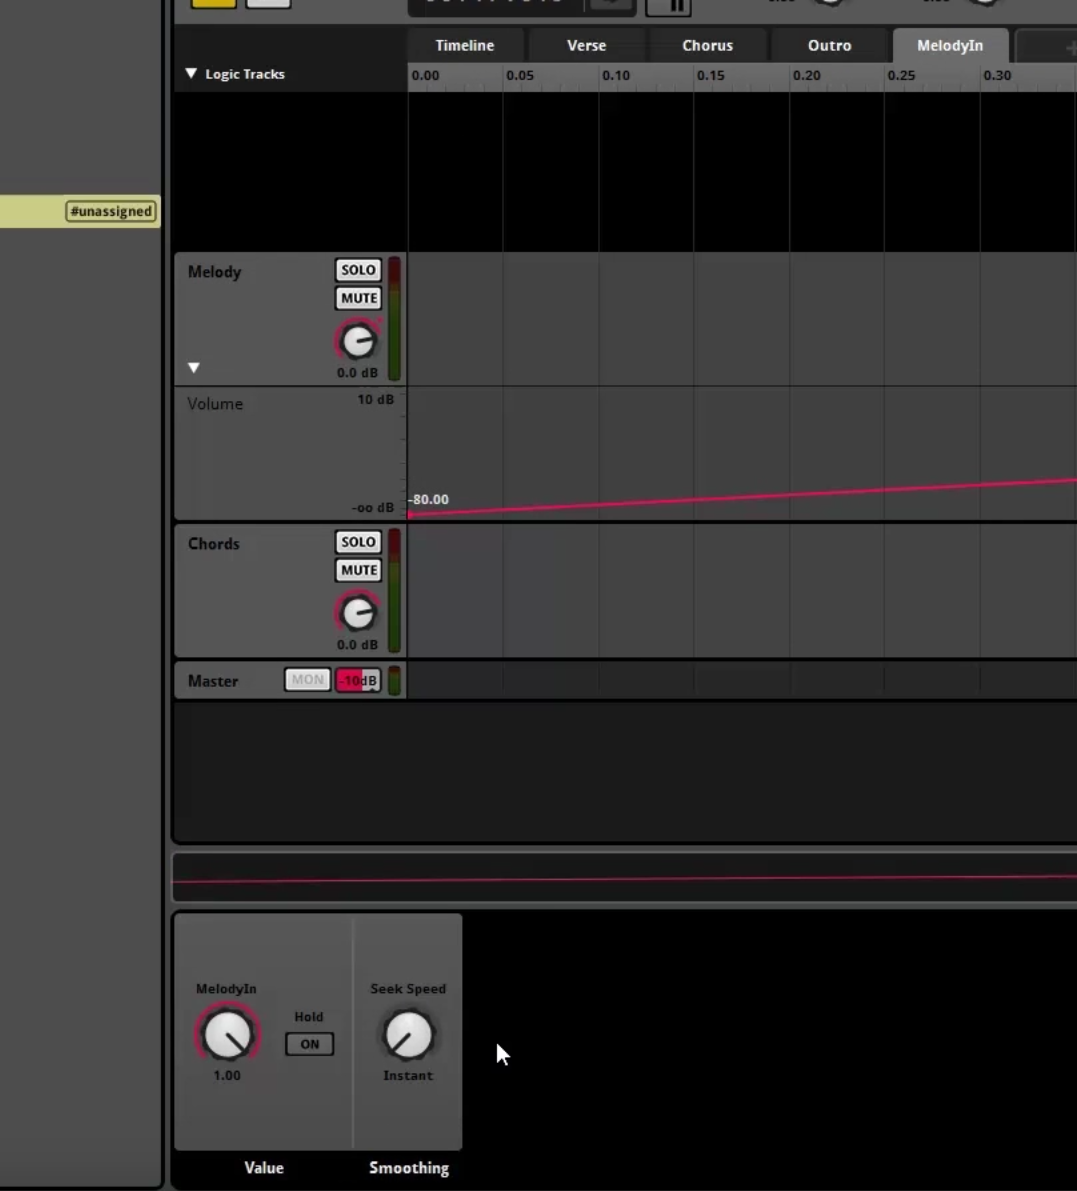 Timeline Verse Chorus Outro MelodyIn
Logic Tracks 0.00 0.05 0.10 0.15 0.20 0.25 0.30
#unassigned
Melody SOLO
MUTE
0.0 dB
Volume 10 dB
-80.00
-oo dB
Chords SOLO
MUTE
0.0 dB
Master MON -10dB
MelodyIn Seek Speed
Hold
ON
1.00 Instant
Value Smoothing